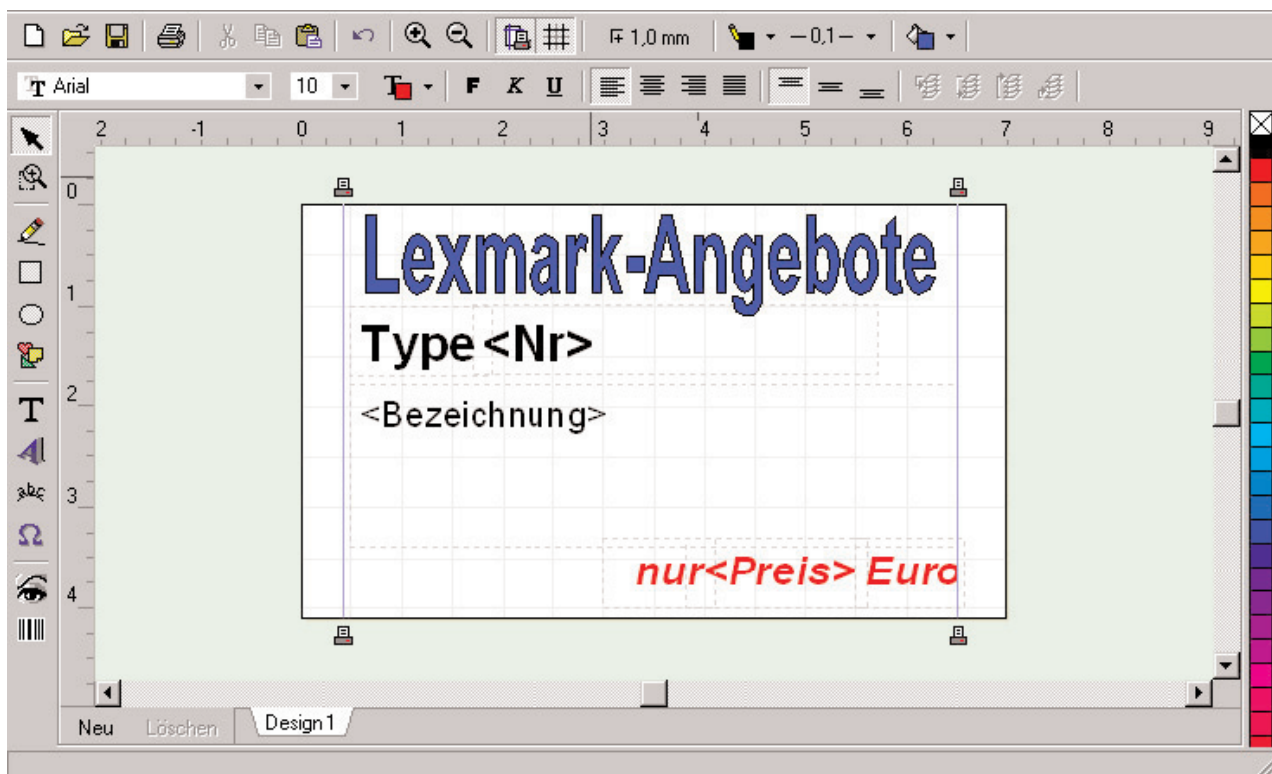 1,0 mm 0,1
Arial 10 F K U
2 -1 0 1 2 3 4 5 6 7 8 9
0
Lexmark-Angebote
1
Type <Nr>
2
<Bezeichnung>
T
abc
3
Ω
nur<Preis> Euro
4
Neu Löschen Design1